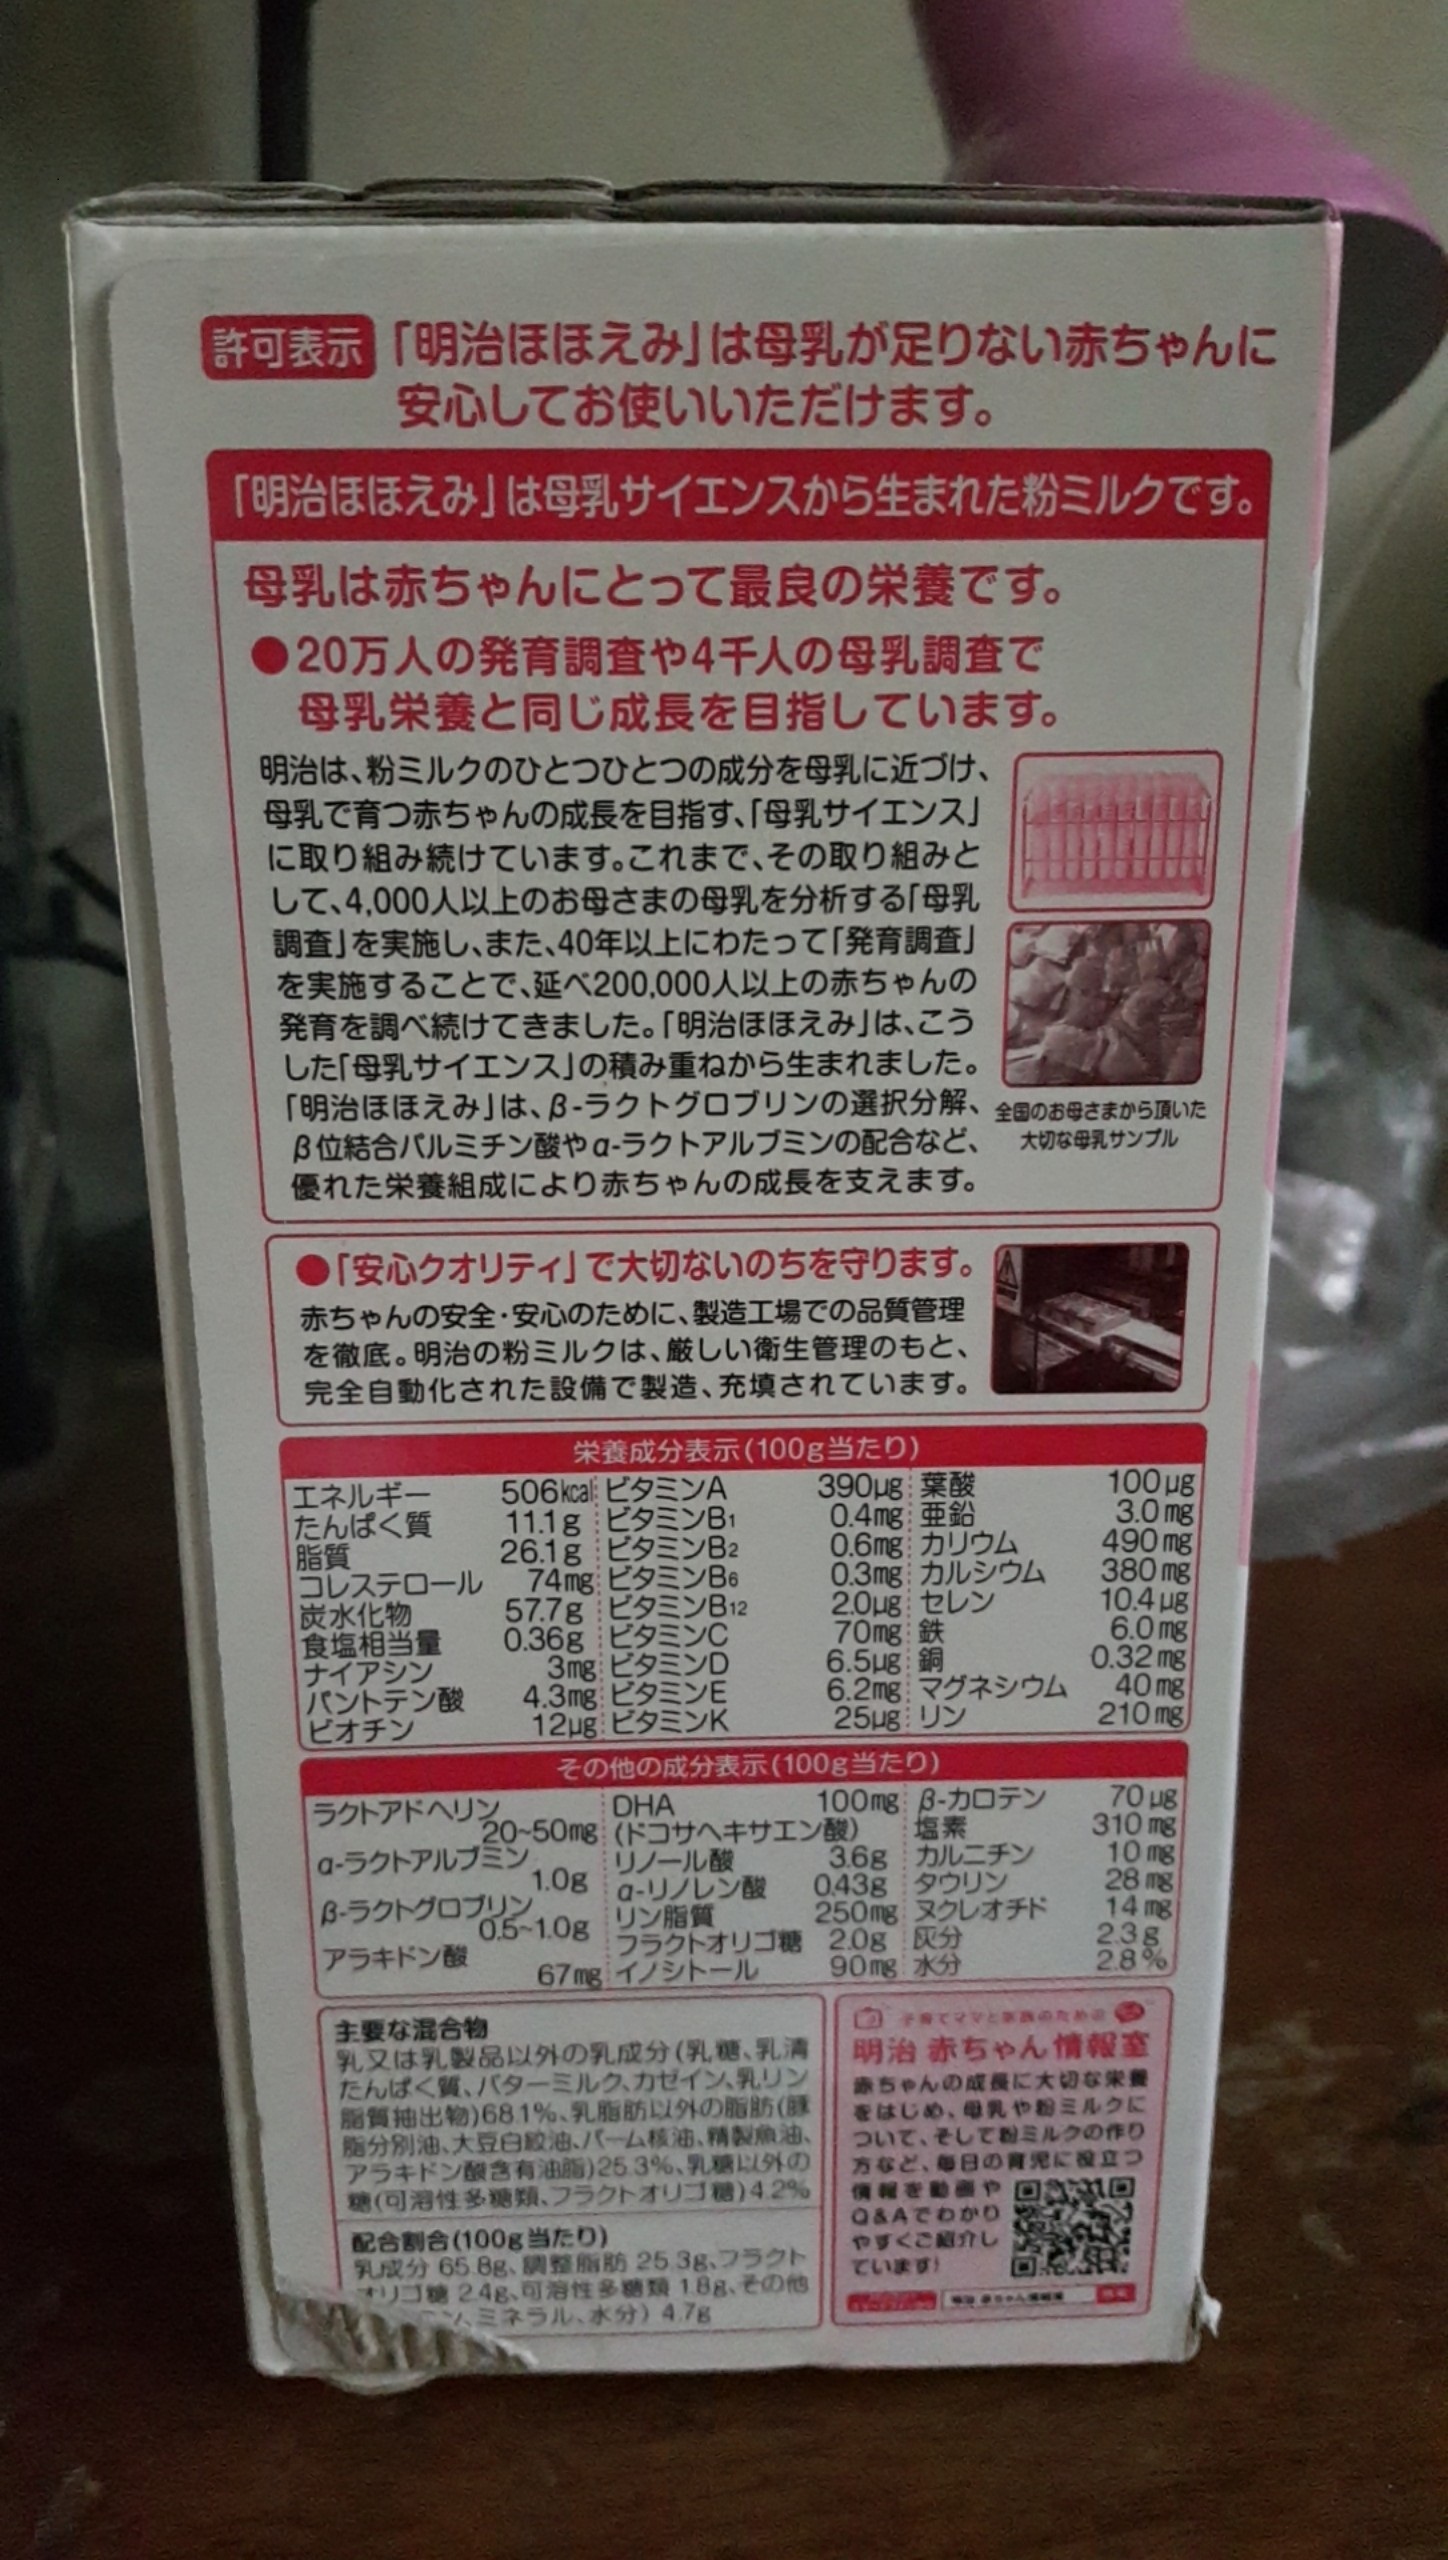 許可表示 「明治ほほえみ」は母乳が足りない赤ちゃんに
安心してお使いいただけます。
「明治ほほえみ」は母乳サイエンスから生まれた粉ミルクです。
母乳は赤ちゃんにとって最良の栄養です。
●20万人の発育調査や4千人の母乳調査で
母乳栄養と同じ成長を目指しています。
明治は、粉ミルクのひとつひとつの成分を母乳に近づけ、
母乳で育つ赤ちゃんの成長を目指す、「母乳サイエンス」
に取り組み続けています。これまで、その取り組みと
して、4,000人以上のお母さまの母乳を分析する「母乳
調査」を実施し、また、40年以上にわたって「発育調査」
を実施することで、延べ200,000人以上の赤ちゃんの
発育を調べ続けてきました。「明治ほほえみ」は、こう
した「母乳サイエンス」の積み重ねから生まれました。
「明治ほほえみ」は、β-ラクトグロブリンの選択分解、
β位結合パルミチン酸やα-ラクトアルブミンの配合など、
優れた栄養組成により赤ちゃんの成長を支えます。
全国のお母さまから頂いた
大切な母乳サンプル
●「安心クオリティ」で大切ないのちを守ります。
赤ちゃんの安全・安心のために、製造工場での品質管理
を徹底。明治の粉ミルクは、厳しい衛生管理のもと、
完全自動化された設備で製造、充填されています。
栄養成分表示(100g当たり)
エネルギー 506kcal ビタミンA 390μg 葉酸 100μg
たんぱく質 11.1g ビタミンB1 0.4mg 亜鉛 3.0mg
脂質 26.1g ビタミンB2 0.6mg カリウム 490mg
コレステロール 74mg ビタミンB6 0.3mg カルシウム 380mg
炭水化物 57.7g ビタミンB12 2.0μg セレン 10.4μg
食塩相当量 0.36g ビタミンC 70mg 鉄 6.0mg
ナイアシン 3mg ビタミンD 6.5μg 銅 0.32mg
パントテン酸 4.3mg ビタミンE 6.2mg マグネシウム 40mg
ビオチン 12μg ビタミンK 25μg リン 210mg
その他の成分表示(100g当たり)
ラクトアドヘリン
20~50mg
α-ラクトアルブミン
1.0g
β-ラクトグロブリン
0.5~1.0g
アラキドン酸
67mg
DHA 100mg
(ドコサヘキサエン酸)
リノール酸 3.6g
α-リノレン酸 0.43g
リン脂質 250mg
フラクトオリゴ糖 2.0g
イノシトール 90mg
β-カロテン 70μg
塩素 310mg
カルニチン 10mg
タウリン 28mg
ヌクレオチド 14mg
灰分 2.3g
水分 2.8%
主要な混合物
乳又は乳製品以外の乳成分(乳糖、乳清
たんぱく質、バターミルク、カゼイン、乳リン
脂質抽出物)68.1%、乳脂肪以外の脂肪(豚
脂分別油、大豆白絞油、パーム核油、精製魚油、
アラキドン酸含有油脂)25.3%、乳糖以外の
糖(可溶性多糖類、フラクトオリゴ糖)4.2%
配合割合(100g当たり)
乳成分 65.8g、調整脂肪 25.3g、フラクト
オリゴ糖 2.4g、可溶性多糖類 1.8g、その他
ン、ミネラル、水分) 4.7g
子育てママと家族のための
明治 赤ちゃん情報室
赤ちゃんの成長に大切な栄養
をはじめ、母乳や粉ミルクに
ついて、そして粉ミルクの作り
方など、毎日の育児に役立つ
情報を動画や
Q&Aでわかり
やすくご紹介し
ています!